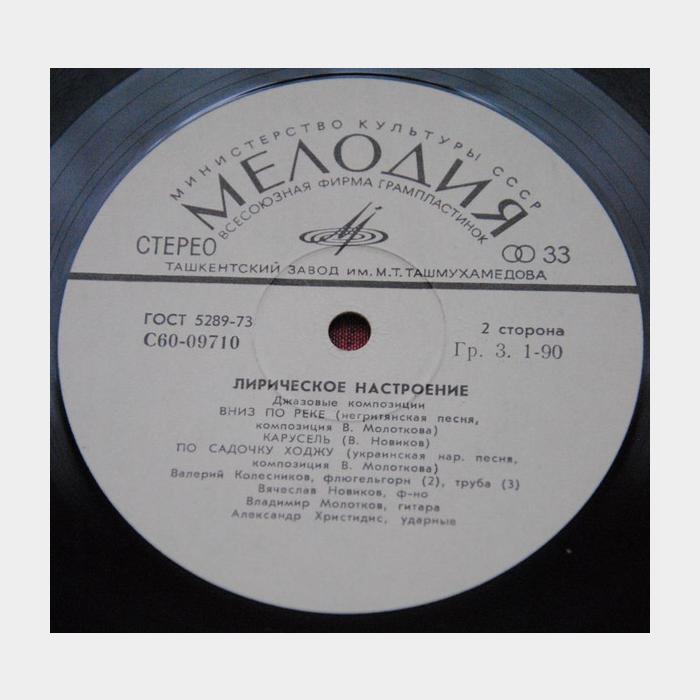 МИНИСТЕРСТВО КУЛЬТУРЫ СССР
МЕЛОДИЯ
ВСЕСОЮЗНАЯ ФИРМА ГРАМПЛАСТИНОК
СТЕРЕО
33
ТАШКЕНТСКИЙ ЗАВОД ИМ. М.Т. ТАШМУХАМЕДОВА
ГОСТ 5289-73
2 сторона
С60-09710
Гр. 3. 1-90
ЛИРИЧЕСКОЕ НАСТРОЕНИЕ
Джазовые композиции
ВНИЗ ПО РЕКЕ (негритянская песня,
композиция В. Молоткова)
КАРУСЕЛЬ (В. Новиков)
ПО САДОЧКУ ХОДЖУ (украинская нар. песня,
композиция В. Молоткова)
Валерий Колесников, флюгельгорн (2), труба (3)
Вячеслав Новиков, ф-но
Владимир Молотков, гитара
Александр Христидис, ударные